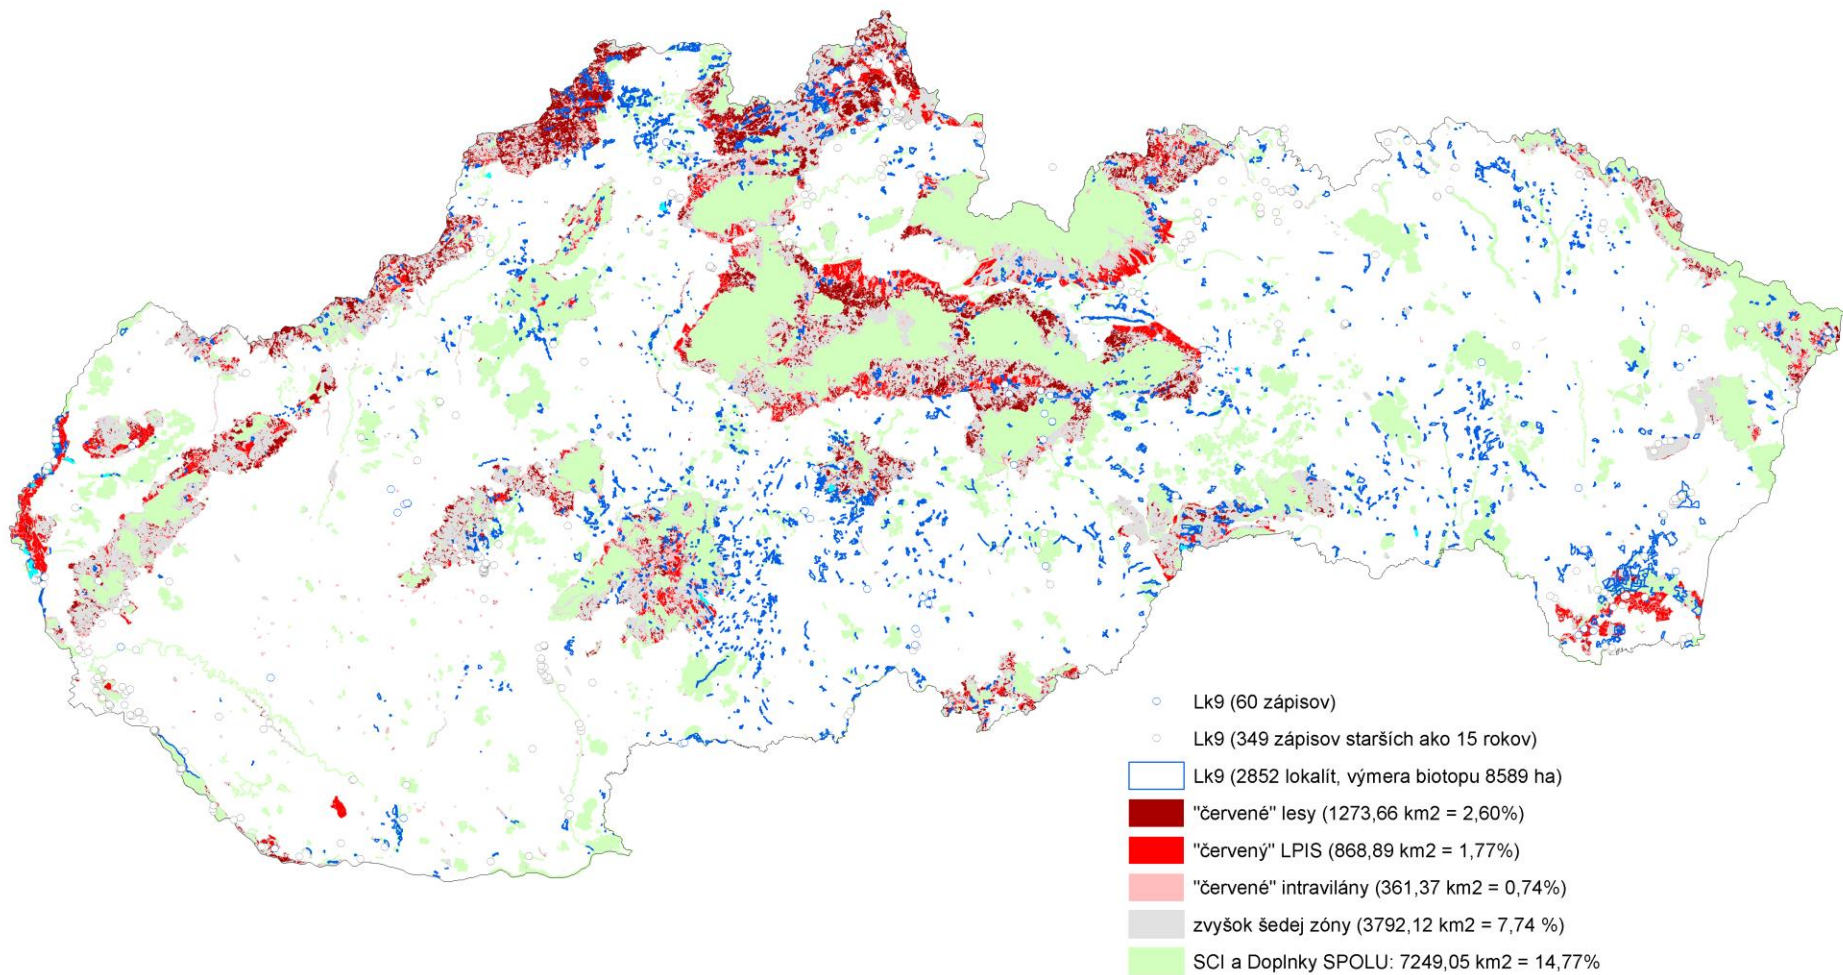 Lk9 (60 zápisov)
Lk9 (349 zápisov starších ako 15 rokov)
Lk9 (2852 lokalít, výmera biotopu 8589 ha)
"červené" lesy (1273,66 km2 = 2,60%)
"červený" LPIS (868,89 km2 = 1,77%)
"červené" intravilány (361,37 km2 = 0,74%)
zvyšok šedej zóny (3792,12 km2 = 7,74 %)
SCI a Doplnky SPOLU: 7249,05 km2 = 14,77%